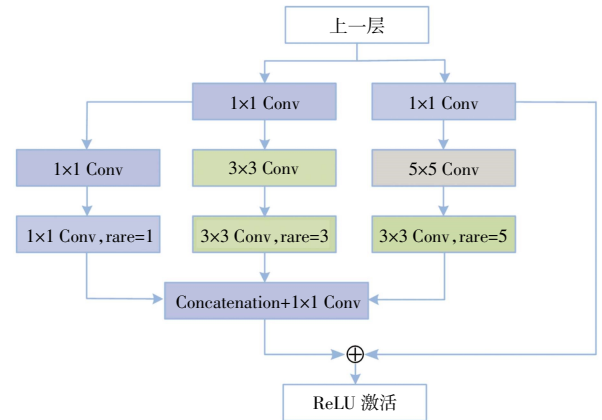 上一层
1×1 Conv
1×1 Conv
1×1 Conv
3×3 Conv
5×5 Conv
1×1 Conv,rare=1
3×3 Conv,rare=3
3×3 Conv,rare=5
Concatenation+1×1 Conv
⊕
ReLU 激活